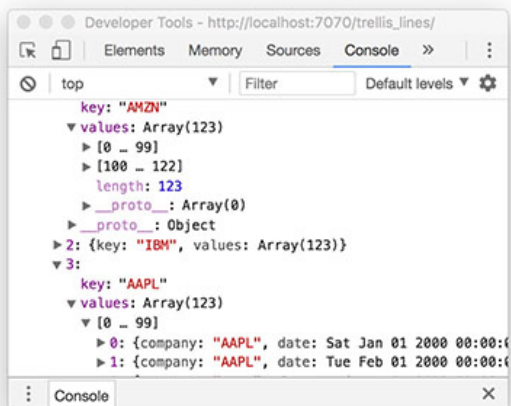 Developer Tools - http://localhost:7070/trellis_lines/
Elements Memory Sources Console »
top Filter Default levels
key: "AMZN"
values: Array(123)
[0 … 99]
[100 … 122]
length: 123
__proto__: Array(0)
__proto__: Object
2: {key: "IBM", values: Array(123)}
3:
key: "AAPL"
values: Array(123)
[0 … 99]
0: {company: "AAPL", date: Sat Jan 01 2000 00:00:
1: {company: "AAPL", date: Tue Feb 01 2000 00:00:
Console